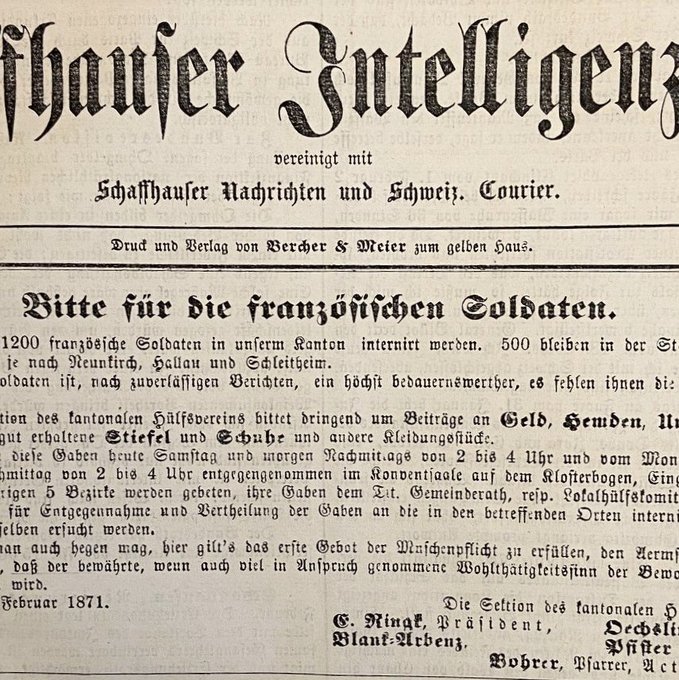 ffhauser Intelligenz
vereinigt mit
Schaffhauser Nachrichten und Schweiz. Courier.
Druck und Verlag von Bercher & Meier zum gelben Haus.
Bitte für die französischen Soldaten.
1200 französsche Soldaten in unserm Kanton internirt werden. 500 bleiben in der St
je nach Neunkirch, Hallau und Schleitheim.
oldaten ist, nach zuverlässigen Berichten, ein höchst bedauernswerther, es fehlen ihnen die
tion des kantonalen Hülfsvereins bittet dringend um Beiträge an Geld, Hemden, Un
gut erhaltene Stiefel und Schuhe und andere Kleidungsstücke.
diese Gaben heute Samstag und morgen Nachmittags von 2 bis 4 Uhr und vom Mon
hmittag von 2 bis 4 Uhr entgegengenommen im Konventsaale auf dem Klosterbogen, Eing
rigen 5 Bezirke werden gebeten, ihre Gaben dem Tit. Gemeinderath, resp. Lokalhülfskomit
für Entgegennahme und Vertheilung der Gaben an die in den betreffenden Orten interni
selben ersucht werden.
man auch hegen mag, hier gilt's das erste Gebot der Mnschenpflicht zu erfüllen, den Aermst
, daß der bewährte, wenn auch viel in Anspruch genommene Wohlthätigkeitssinn der Bewo
wird.
Februar 1871.
Die Sektion des kantonalen H
E. Ringk, Präsident,
Oechsli
Blank-Arbenz,
Pfister
Bohrer, Pfarrer, Act